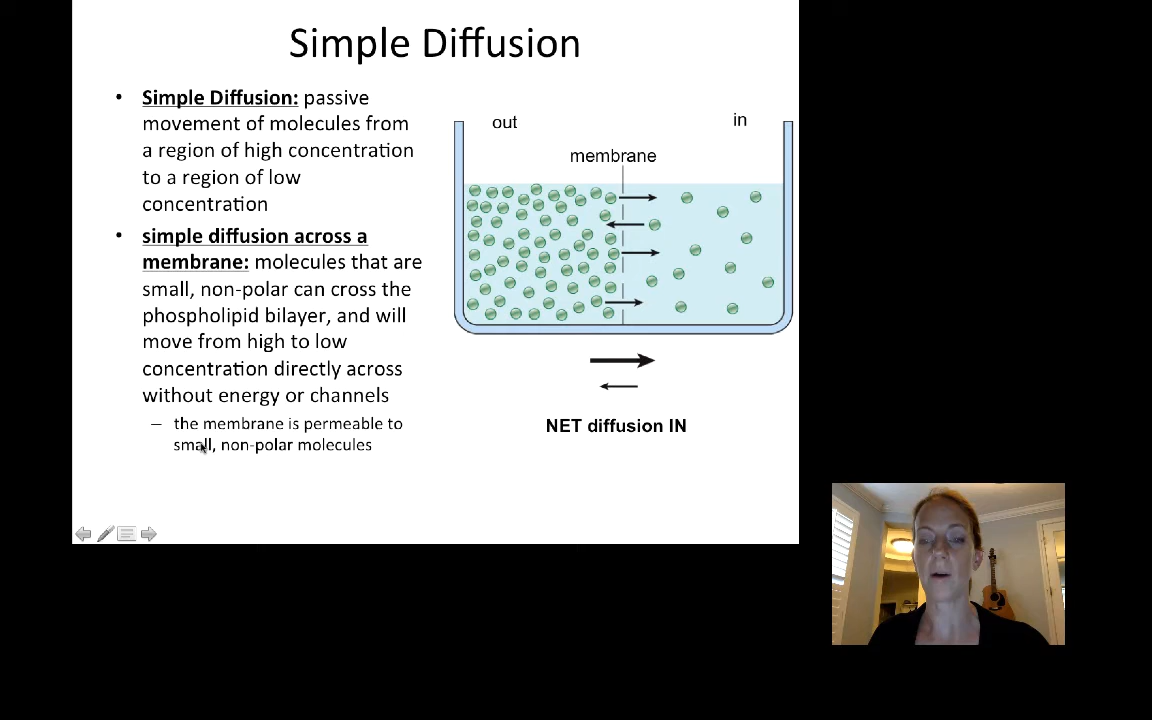 Simple Diffusion
• Simple Diffusion: passive
movement of molecules from
a region of high concentration
to a region of low
concentration
• simple diffusion across a
membrane: molecules that are
small, non-polar can cross the
phospholipid bilayer, and will
move from high to low
concentration directly across
without energy or channels
– the membrane is permeable to
small, non-polar molecules
out
in
membrane
NET diffusion IN